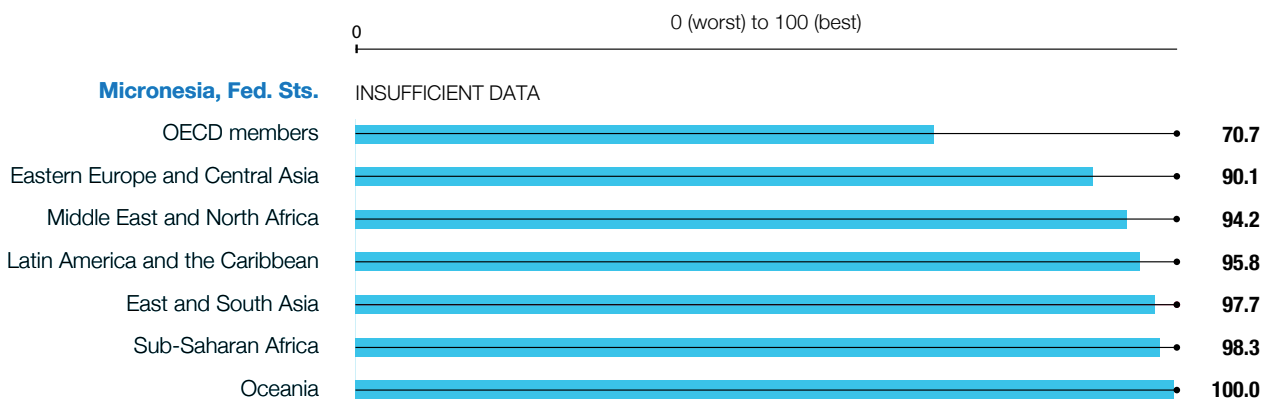 0 (worst) to 100 (best)
0
Micronesia, Fed. Sts. INSUFFICIENT DATA
OECD members 70.7
Eastern Europe and Central Asia 90.1
Middle East and North Africa 94.2
Latin America and the Caribbean 95.8
East and South Asia 97.7
Sub-Saharan Africa 98.3
Oceania 100.0